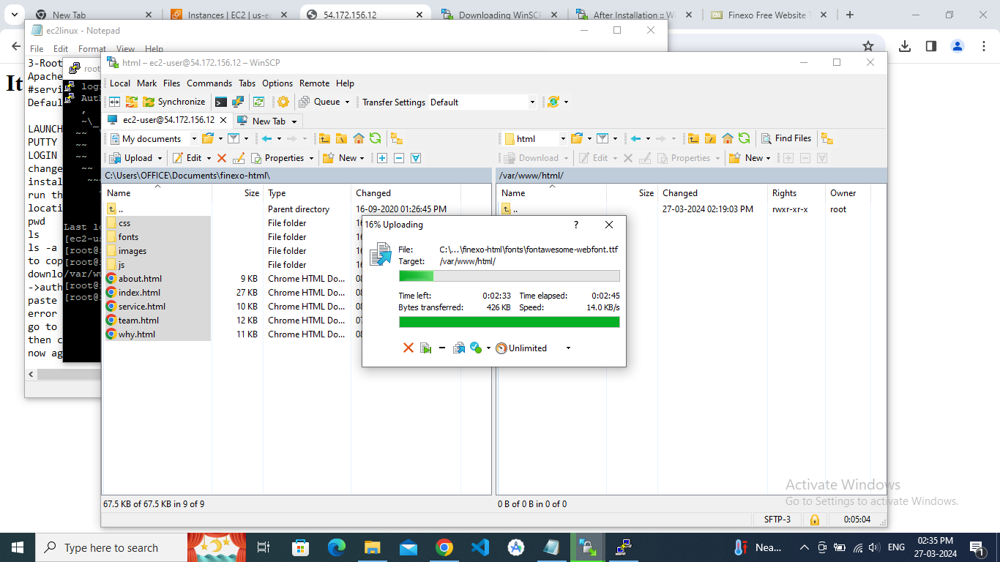 New Tab
Instances | EC2 | us-ea
54.172.156.12
Downloading WinSCP
After Installation :: Wi
Finexo Free Website T
ec2linux - Notepad
File Edit Format View Help
3-Root
Apache
#servi
Defaul
LAUNCH
PUTTY
LOGIN
change
instal
run th
locati
pwd
ls
ls -a
to cop
downlo
->auth
paste
error
go to
then c
now ag
It
root
logi
Auth
Last lo
[ec2-us
[root@i
[root@i
/var/ww
[root@i
[root@i
html – ec2-user@54.172.156.12 – WinSCP
Local Mark Files Commands Tabs Options Remote Help
Synchronize Queue Transfer Settings Default
ec2-user@54.172.156.12 New Tab
My documents
html Find Files
Upload Edit Properties New
Download Edit Properties New
C:\Users\OFFICE\Documents\finexo-html\
/var/www/html/
Name Size Type Changed
.. Parent directory 16-09-2020 01:26:45 PM
css File folder 16
fonts File folder 16
images File folder 16
js File folder 16
about.html 9 KB Chrome HTML Do... 08
index.html 27 KB Chrome HTML Do... 08
service.html 10 KB Chrome HTML Do... 08
team.html 12 KB Chrome HTML Do... 07
why.html 11 KB Chrome HTML Do... 08
Name Size Changed Rights Owner
.. 27-03-2024 02:19:03 PM rwxr-xr-x root
16% Uploading ?
File: C:\...\finexo-html\fonts\fontawesome-webfont.ttf
Target: /var/www/html/
Time left: 0:02:33 Time elapsed: 0:02:45
Bytes transferred: 426 KB Speed: 14.0 KB/s
Unlimited
67.5 KB of 67.5 KB in 9 of 9
0 B of 0 B in 0 of 0
SFTP-3 0:05:04
Activate Windows
Go to Settings to activate Windows.
Type here to search
Nea...
ENG
02:35 PM
27-03-2024
1